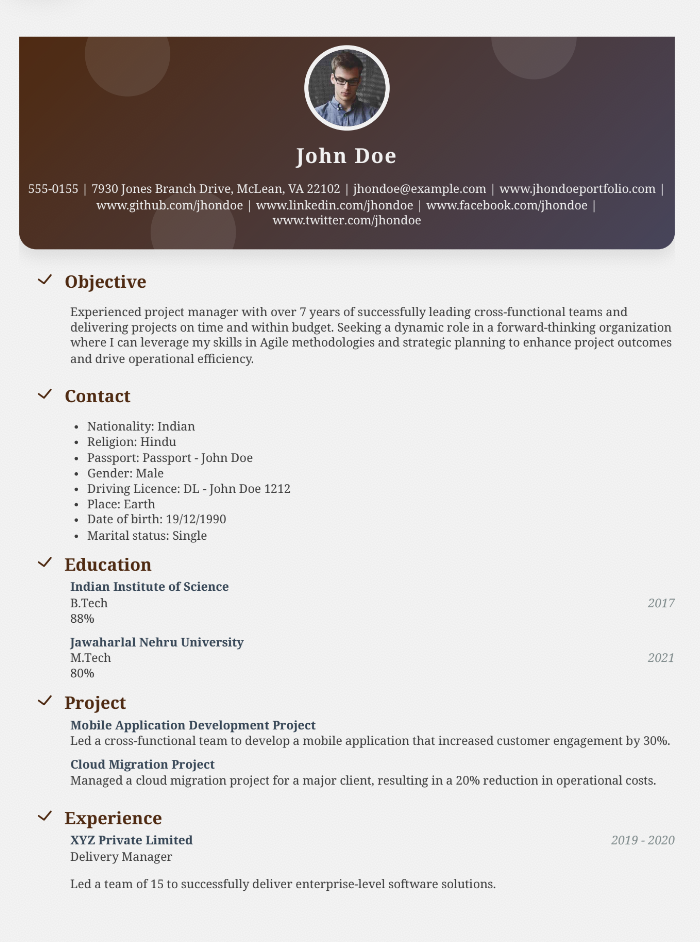 John Doe
555-0155 | 7930 Jones Branch Drive, McLean, VA 22102 | jhondoe@example.com | www.jhondoeportfolio.com |
www.github.com/jhondoe | www.linkedin.com/jhondoe | www.facebook.com/jhondoe |
www.twitter.com/jhondoe
Objective
Experienced project manager with over 7 years of successfully leading cross-functional teams and
delivering projects on time and within budget. Seeking a dynamic role in a forward-thinking organization
where I can leverage my skills in Agile methodologies and strategic planning to enhance project outcomes
and drive operational efficiency.
Contact
• Nationality: Indian
• Religion: Hindu
• Passport: Passport - John Doe
• Gender: Male
• Driving Licence: DL - John Doe 1212
• Place: Earth
• Date of birth: 19/12/1990
• Marital status: Single
Education
Indian Institute of Science
B.Tech 2017
88%
Jawaharlal Nehru University
M.Tech 2021
80%
Project
Mobile Application Development Project
Led a cross-functional team to develop a mobile application that increased customer engagement by 30%.
Cloud Migration Project
Managed a cloud migration project for a major client, resulting in a 20% reduction in operational costs.
Experience
XYZ Private Limited 2019 - 2020
Delivery Manager
Led a team of 15 to successfully deliver enterprise-level software solutions.